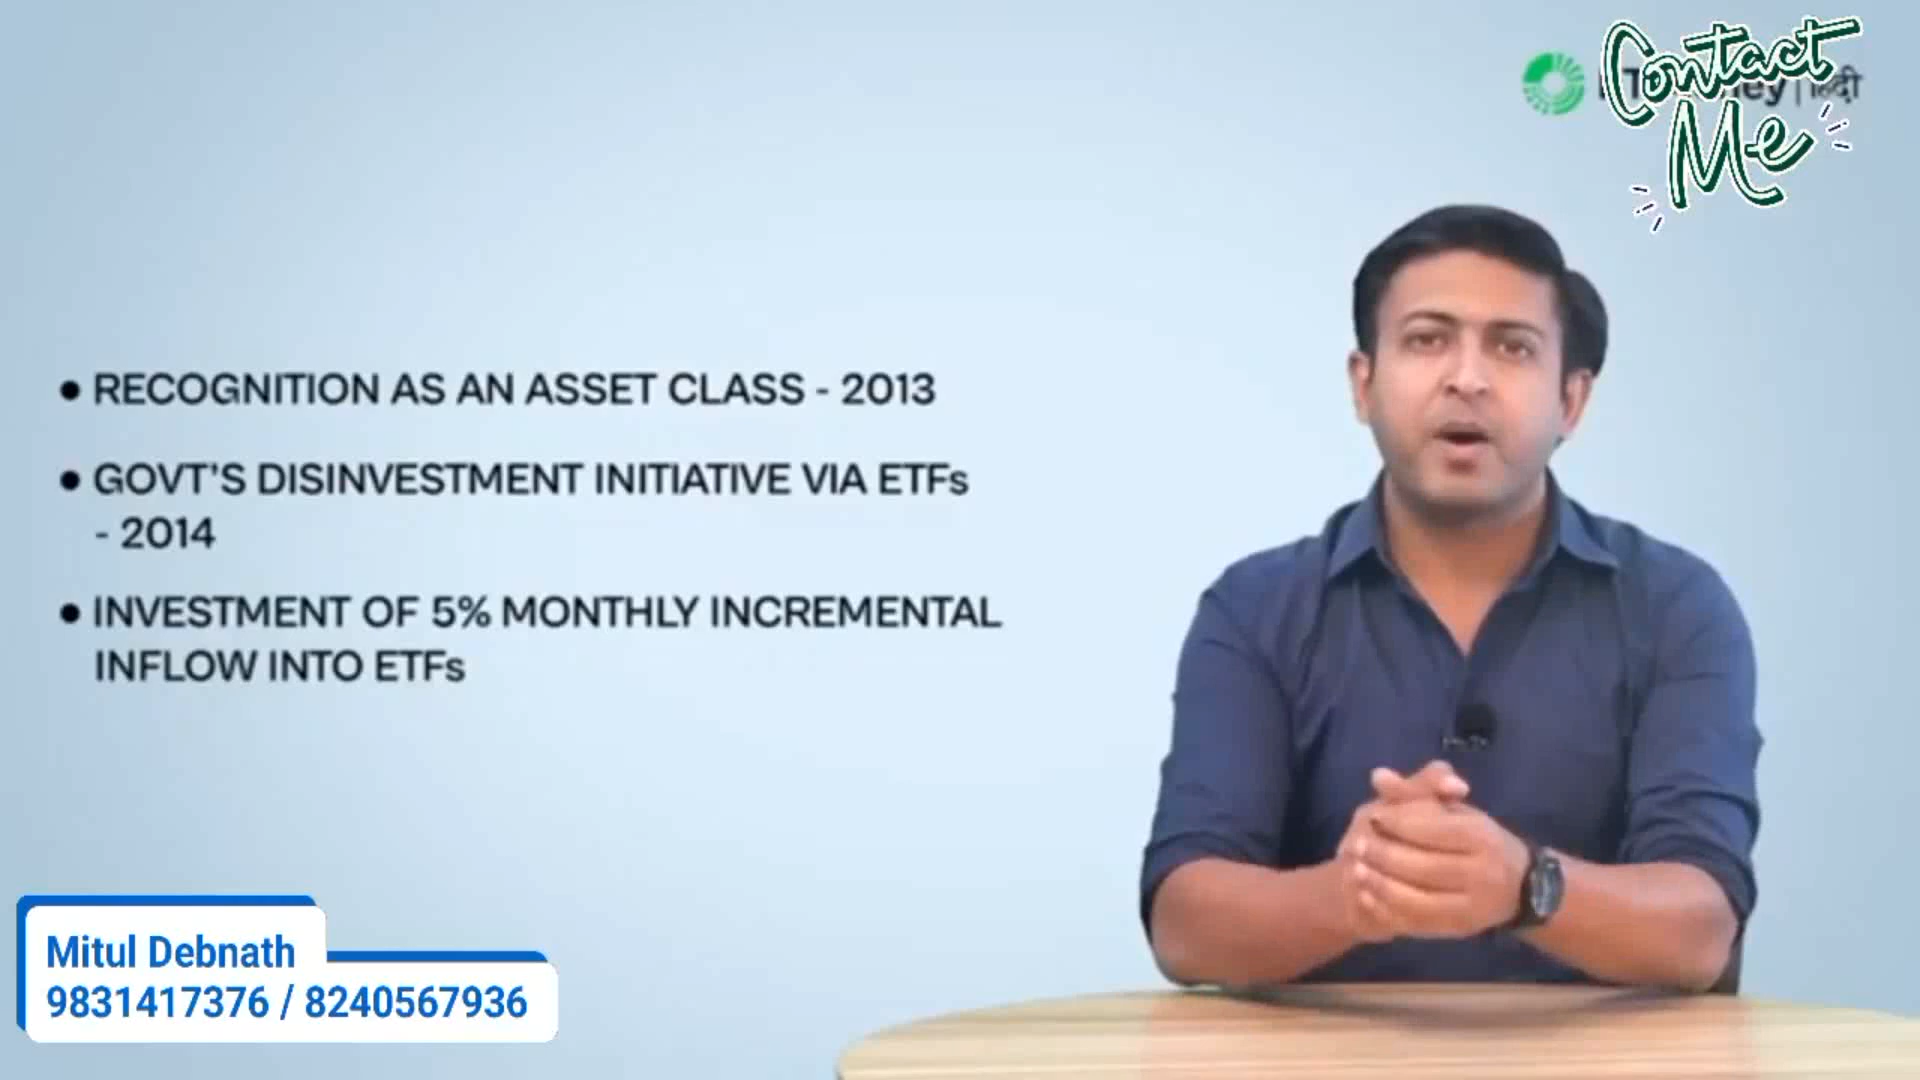 Contact
Me
हिंदी
● RECOGNITION AS AN ASSET CLASS - 2013
● GOVT'S DISINVESTMENT INITIATIVE VIA ETFs
- 2014
● INVESTMENT OF 5% MONTHLY INCREMENTAL
INFLOW INTO ETFs
Mitul Debnath
9831417376 / 8240567936